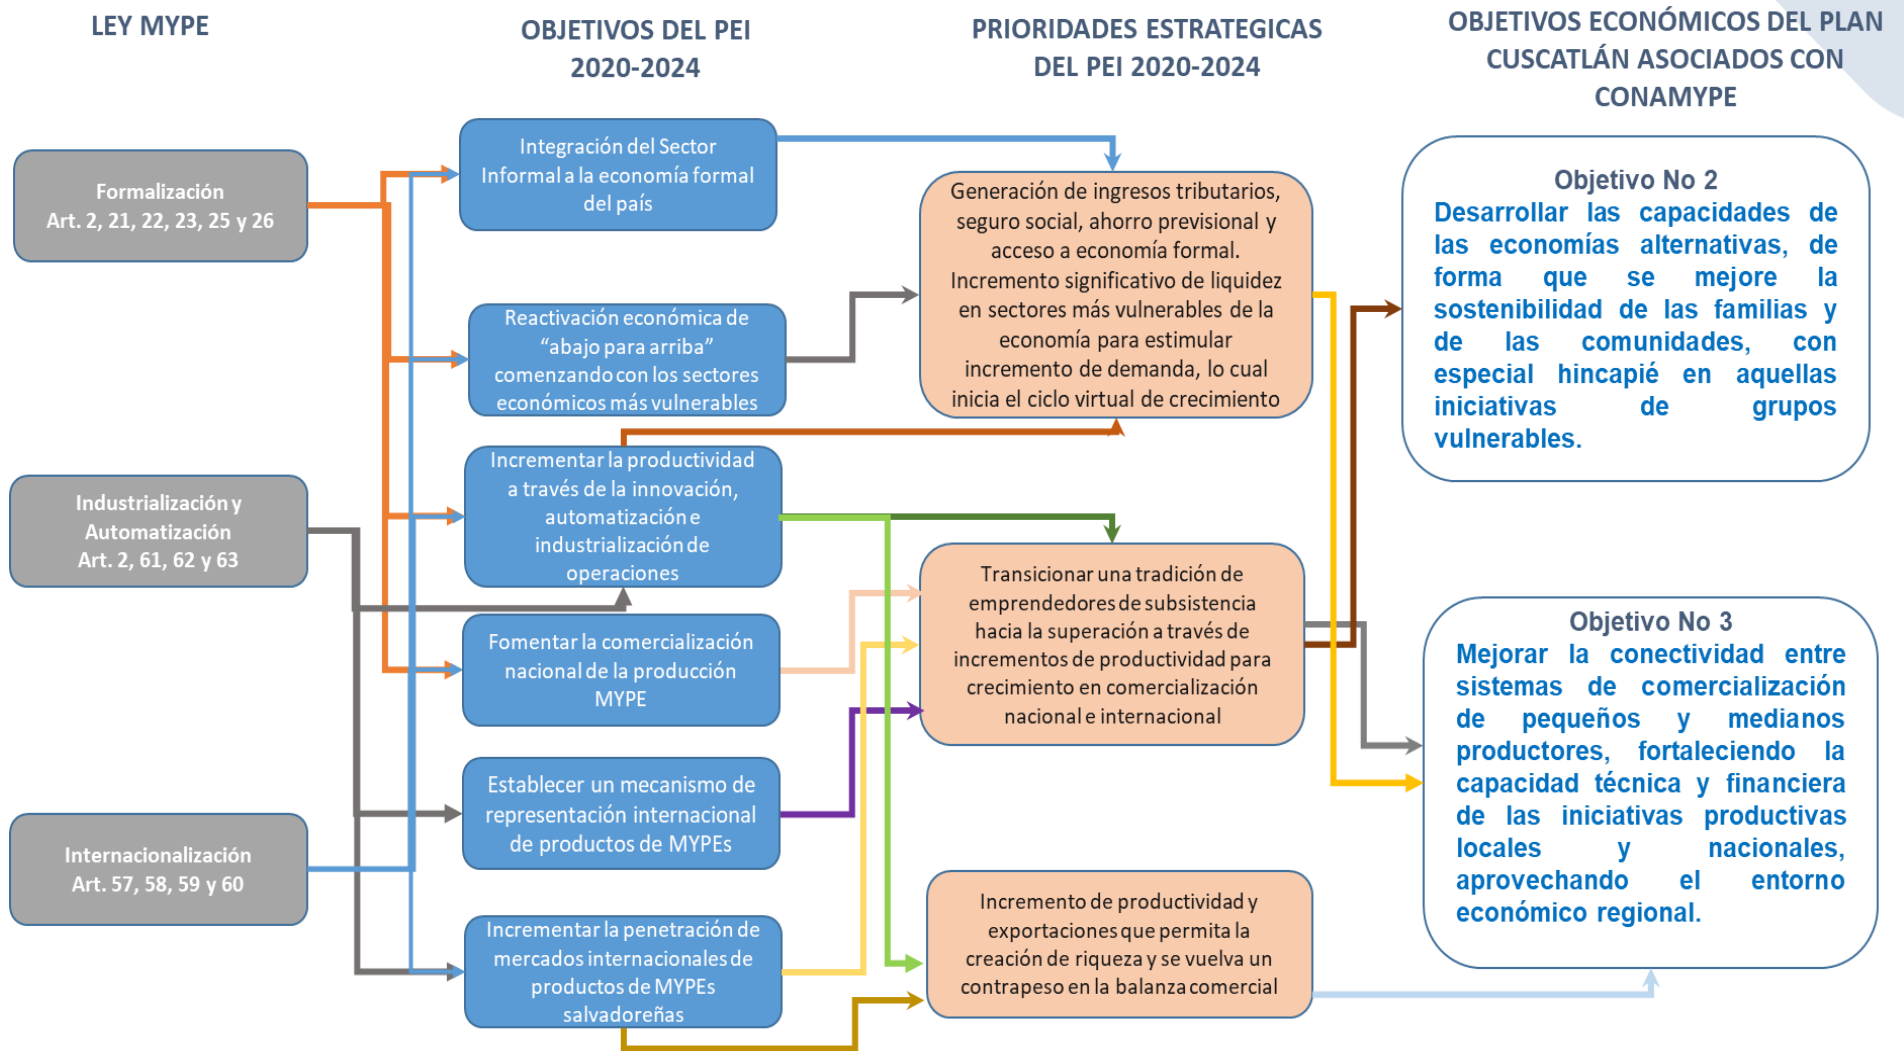 LEY MYPE
OBJETIVOS DEL PEI
2020-2024
PRIORIDADES ESTRATEGICAS
DEL PEI 2020-2024
OBJETIVOS ECONÓMICOS DEL PLAN
CUSCATLÁN ASOCIADOS CON
CONAMYPE
Formalización
Art. 2, 21, 22, 23, 25 y 26
Industrialización y
Automatización
Art. 2, 61, 62 y 63
Internacionalización
Art. 57, 58, 59 y 60
Integración del Sector
Informal a la economía formal
del país
Reactivación económica de
“abajo para arriba”
comenzando con los sectores
económicos más vulnerables
Incrementar la productividad
a través de la innovación,
automatización e
industrialización de
operaciones
Fomentar la comercialización
nacional de la producción
MYPE
Establecer un mecanismo de
representación internacional
de productos de MYPEs
Incrementar la penetración de
mercados internacionales de
productos de MYPEs
salvadoreñas
Generación de ingresos tributarios,
seguro social, ahorro previsional y
acceso a economía formal.
Incremento significativo de liquidez
en sectores más vulnerables de la
economía para estimular
incremento de demanda, lo cual
inicia el ciclo virtual de crecimiento
Transicionar una tradición de
emprendedores de subsistencia
hacia la superación a través de
incrementos de productividad para
crecimiento en comercialización
nacional e internacional
Incremento de productividad y
exportaciones que permita la
creación de riqueza y se vuelva un
contrapeso en la balanza comercial
Objetivo No 2
Desarrollar las capacidades de
las economías alternativas, de
forma que se mejore la
sostenibilidad de las familias y
de las comunidades, con
especial hincapié en aquellas
iniciativas de grupos
vulnerables.
Objetivo No 3
Mejorar la conectividad entre
sistemas de comercialización
de pequeños y medianos
productores, fortaleciendo la
capacidad técnica y financiera
de las iniciativas productivas
locales y nacionales,
aprovechando el entorno
económico regional.